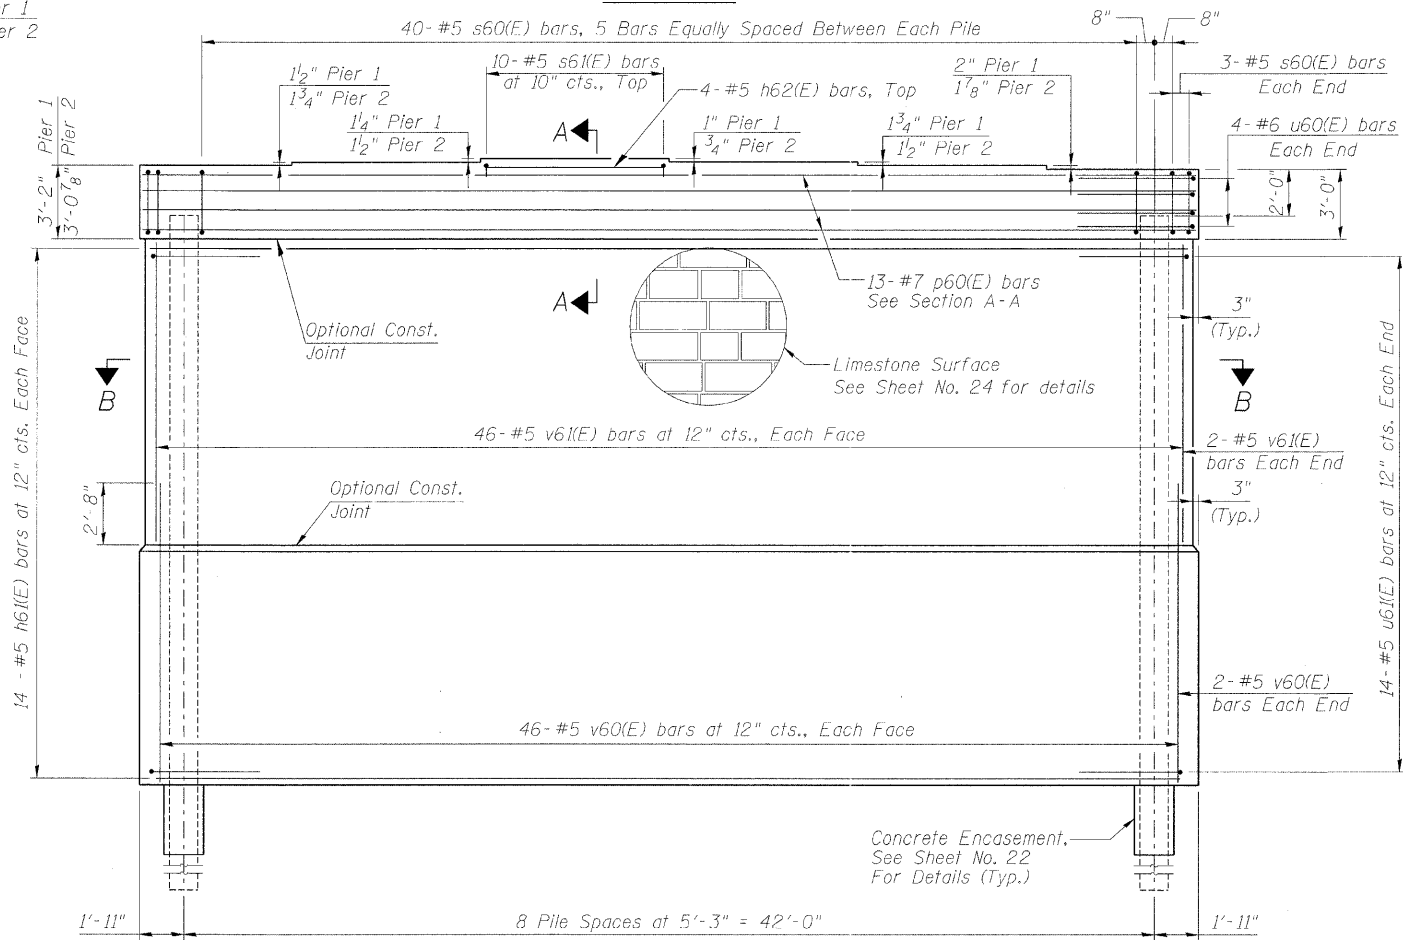 er 1
er 2
40-#5 s60(E) bars, 5 Bars Equally Spaced Between Each Pile
8"
8"
1½" Pier 1
1¾" Pier 2
10-#5 s61(E) bars
at 10" cts., Top
4-#5 h62(E) bars, Top
2" Pier 1
1⅞" Pier 2
3-#5 s60(E) bars
Each End
1¼" Pier 1
1½" Pier 2
A
1" Pier 1
¾" Pier 2
1¾" Pier 1
1½" Pier 2
4-#6 u60(E) bars
Each End
3'-2" Pier 1
3'-0⅞" Pier 2
2'-0"
3'-0"
A
13-#7 p60(E) bars
See Section A-A
Optional Const.
Joint
3"
(Typ.)
Limestone Surface
See Sheet No. 24 for details
B
B
14 - #5 h61(E) bars at 12" cts. Each Face
14-#5 u61(E) bars at 12" cts. Each End
46-#5 v61(E) bars at 12" cts., Each Face
2-#5 v61(E)
bars Each End
2'-8"
Optional Const.
Joint
3"
(Typ.)
2-#5 v60(E)
bars Each End
46-#5 v60(E) bars at 12" cts., Each Face
Concrete Encasement,
See Sheet No. 22
For Details (Typ.)
1'-11"
8 Pile Spaces at 5'-3" = 42'-0"
1'-11"